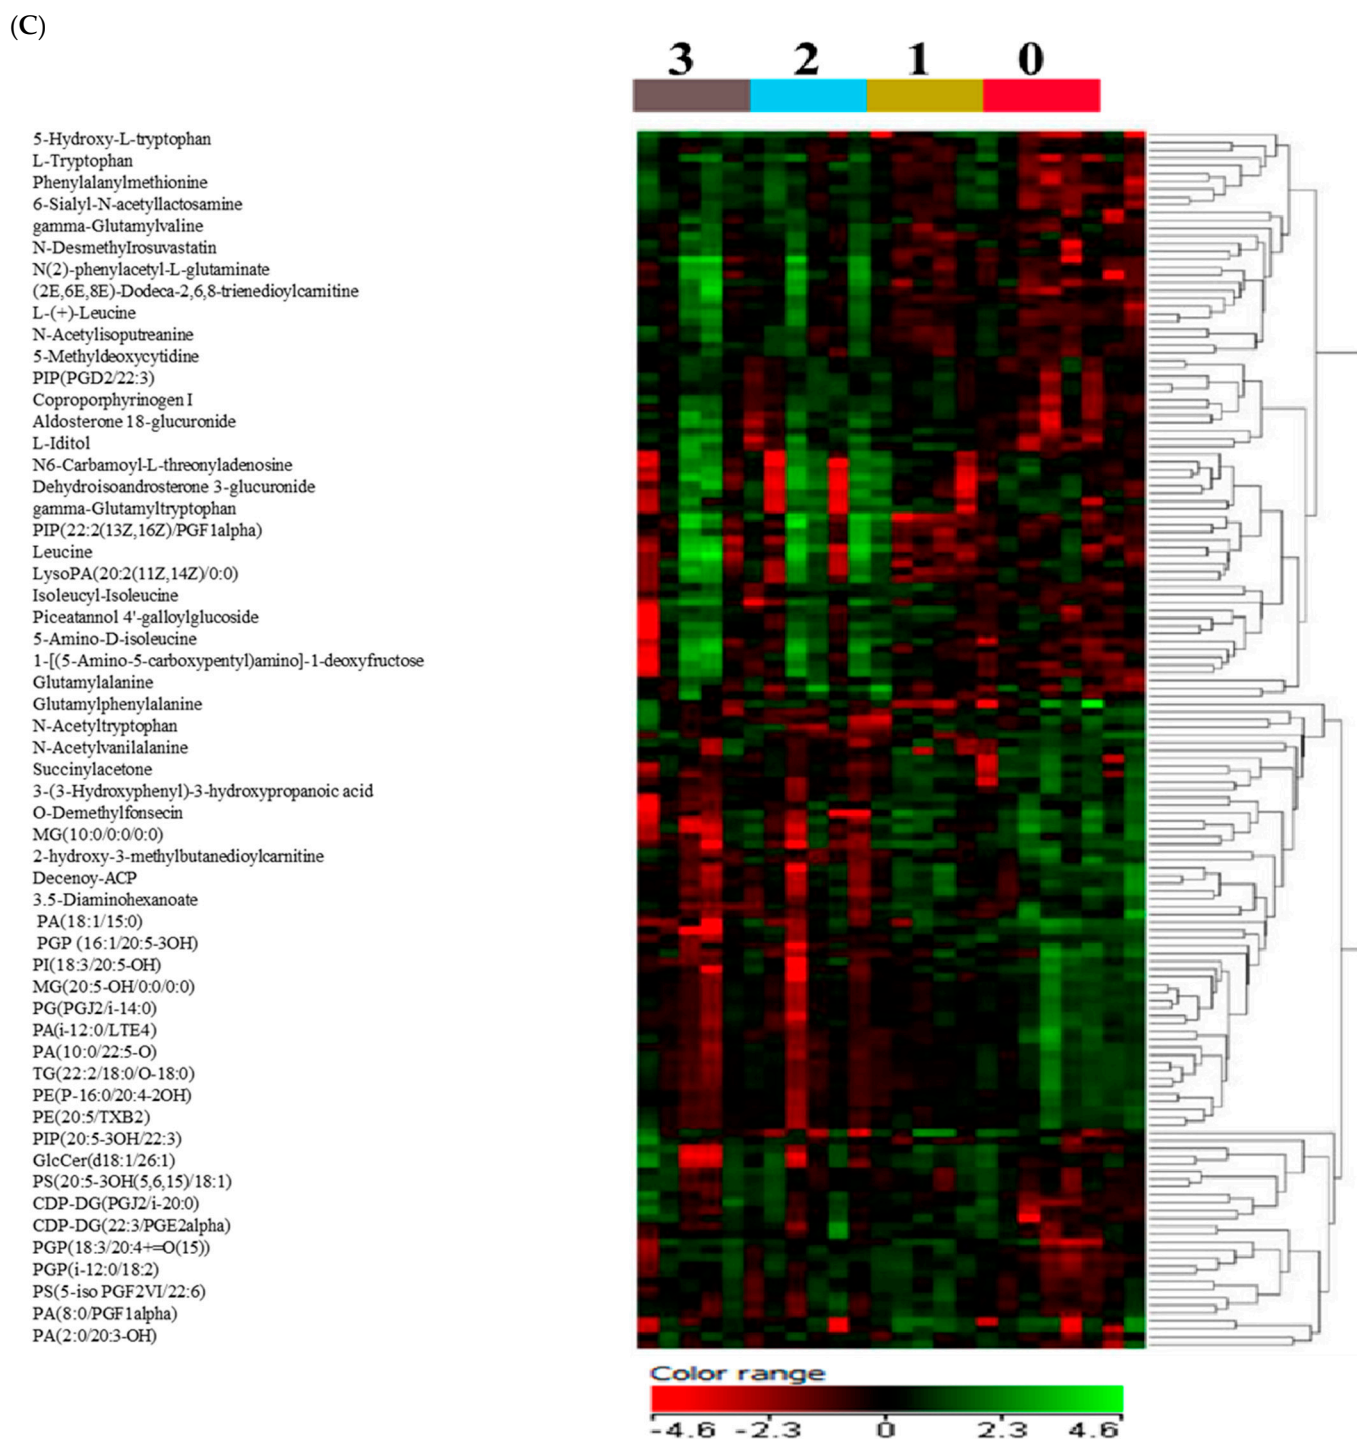 (C)
3 2 1 0
5-Hydroxy-L-tryptophan
L-Tryptophan
Phenylalanylmethionine
6-Sialyl-N-acetyllactosamine
gamma-Glutamylvaline
N-Desmethylrosuvastatin
N(2)-phenylacetyl-L-glutaminate
(2E,6E,8E)-Dodeca-2,6,8-trienedioylcarnitine
L-(+)-Leucine
N-Acetylisoputreanine
5-Methyldeoxycytidine
PIP(PGD2/22:3)
Coproporphyrinogen I
Aldosterone 18-glucuronide
L-Iditol
N6-Carbamoyl-L-threonyladenosine
Dehydroisoandrosterone 3-glucuronide
gamma-Glutamyltryptophan
PIP(22:2(13Z,16Z)/PGF1alpha)
Leucine
LysoPA(20:2(11Z,14Z)/0:0)
Isoleucyl-Isoleucine
Piceatannol 4'-galloylglucoside
5-Amino-D-isoleucine
1-[(5-Amino-5-carboxypentyl)amino]-1-deoxyfructose
Glutamylalanine
Glutamylphenylalanine
N-Acetyltryptophan
N-Acetylvanilalanine
Succinylacetone
3-(3-Hydroxyphenyl)-3-hydroxypropanoic acid
O-Demethylfonsecin
MG(10:0/0:0/0:0)
2-hydroxy-3-methylbutanedioylcarnitine
Decenoy-ACP
3.5-Diaminohexanoate
PA(18:1/15:0)
PGP (16:1/20:5-3OH)
PI(18:3/20:5-OH)
MG(20:5-OH/0:0/0:0)
PG(PGJ2/i-14:0)
PA(i-12:0/LTE4)
PA(10:0/22:5-O)
TG(22:2/18:0/O-18:0)
PE(P-16:0/20:4-2OH)
PE(20:5/TXB2)
PIP(20:5-3OH/22:3)
GlcCer(d18:1/26:1)
PS(20:5-3OH(5,6,15)/18:1)
CDP-DG(PGJ2/i-20:0)
CDP-DG(22:3/PGE2alpha)
PGP(18:3/20:4+=O(15))
PGP(i-12:0/18:2)
PS(5-iso PGF2VI/22:6)
PA(8:0/PGF1alpha)
PA(2:0/20:3-OH)
Color range
-4.6 -2.3 0 2.3 4.6